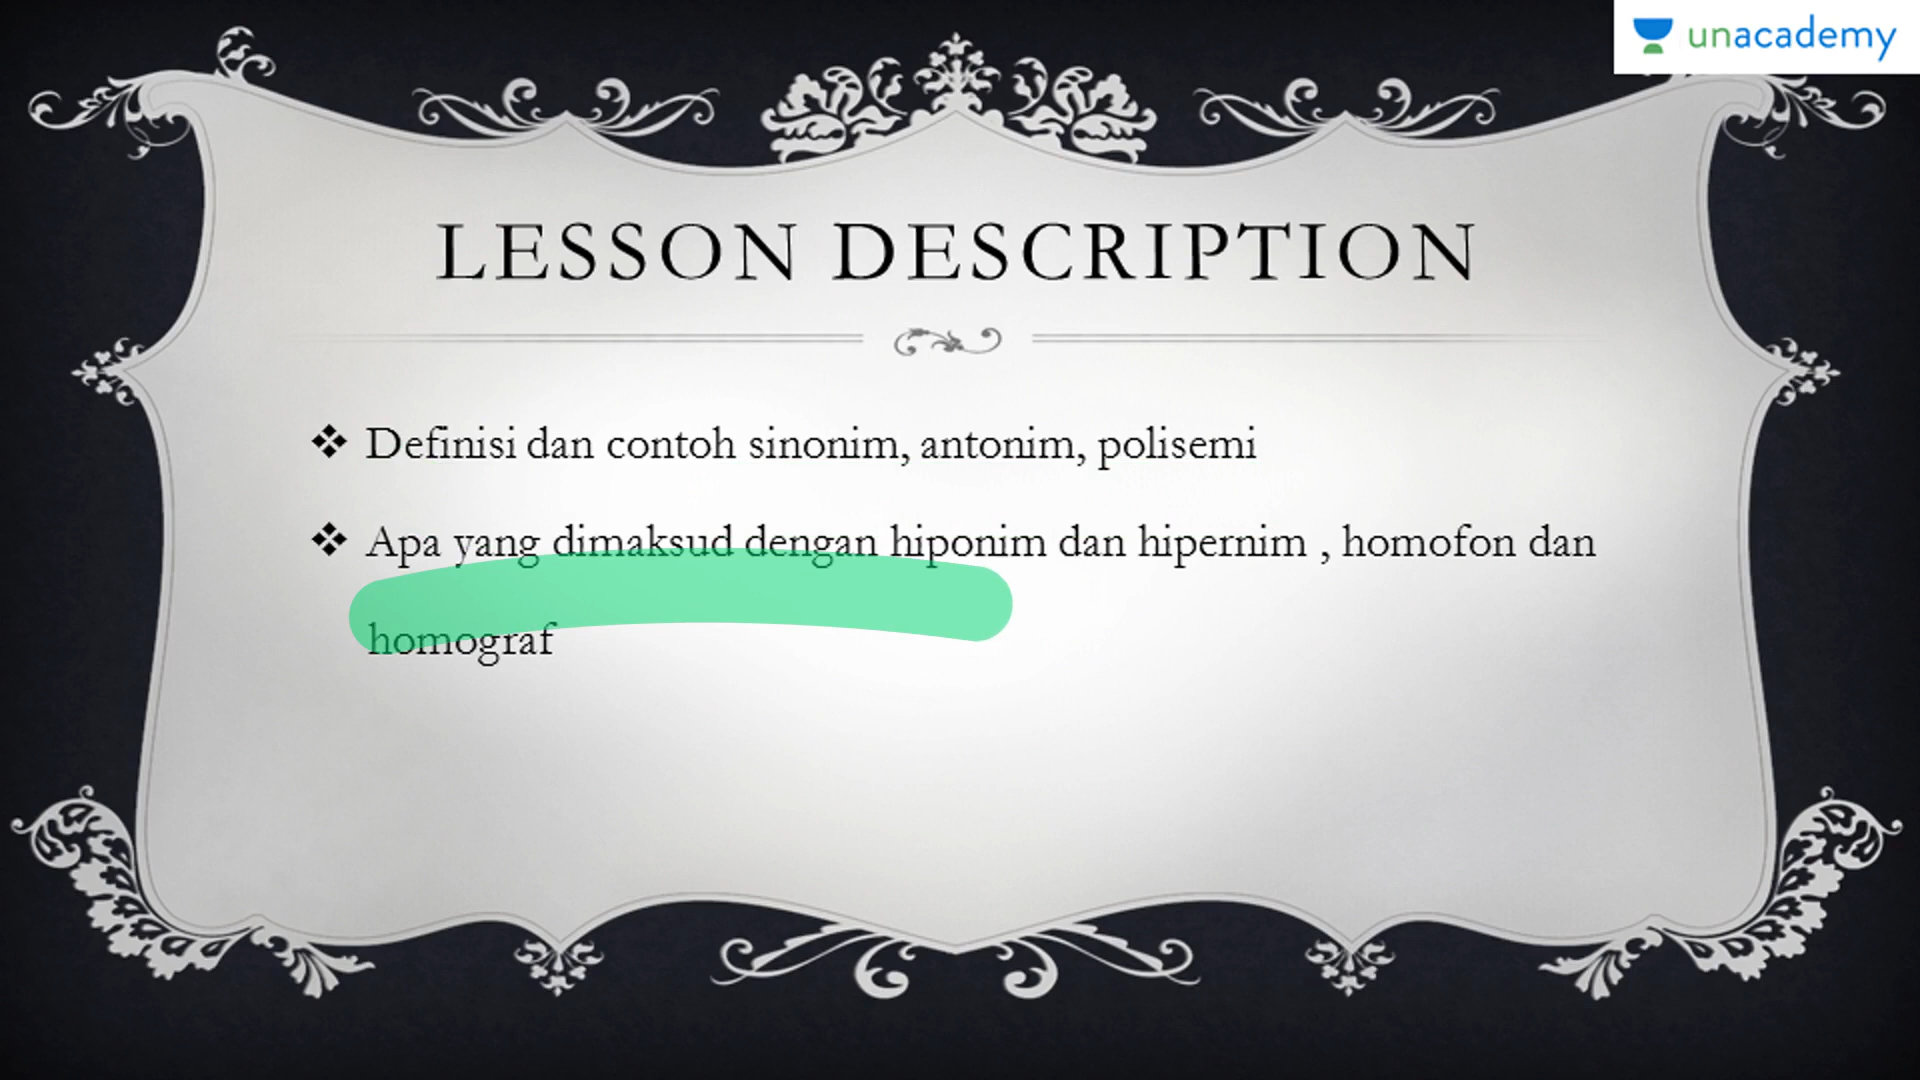 unacademy
LESSON DESCRIPTION
❖ Definisi dan contoh sinonim, antonim, polisemi
❖ Apa yang dimaksud dengan hiponim dan hipernim , homofon dan
homograf